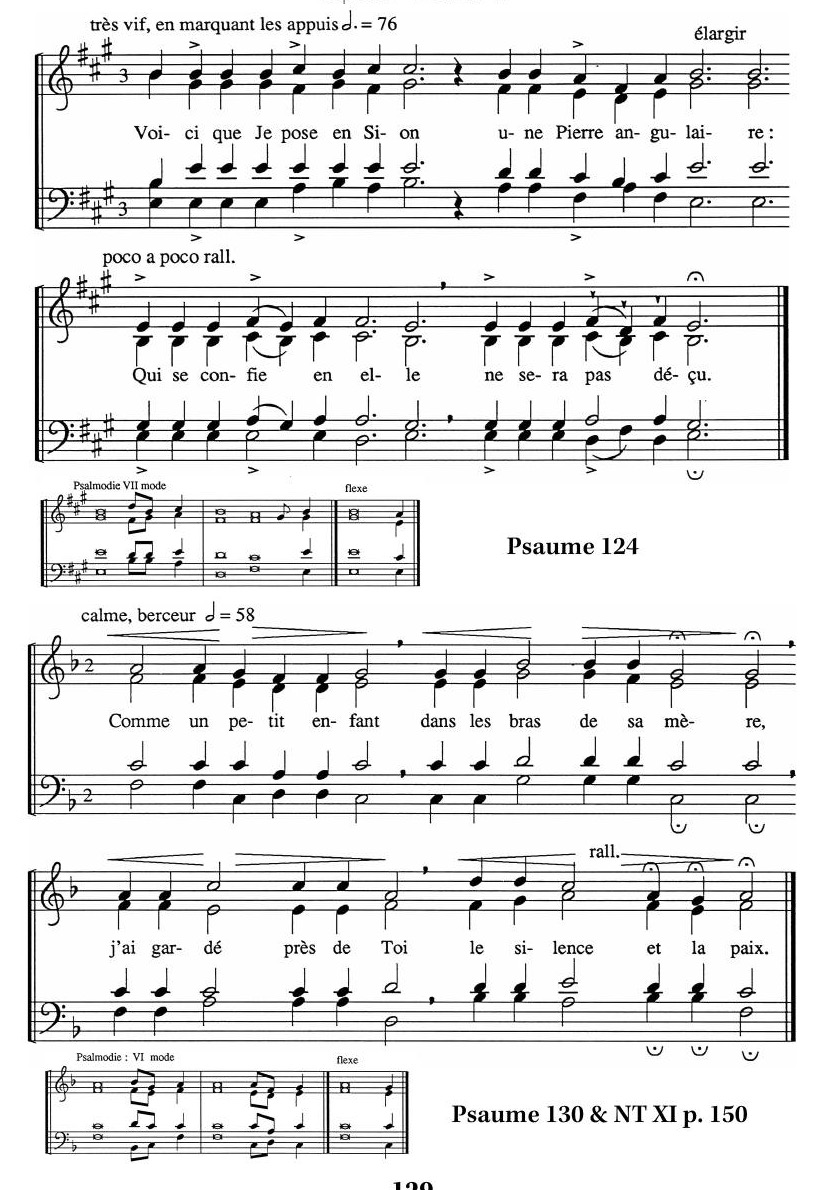 très vif, en marquant les appuis 𝅗𝅥. = 76
élargir
3
Voi- ci que Je pose en Si- on u- ne Pierre an- gu- lai- re :
3
poco a poco rall.
Qui se con- fie en el- le ne se- ra pas dé- çu.
Psalmodie VII mode
flexe
Psaume 124
calme, berceur 𝅗𝅥 = 58
2
Comme un pe- tit en- fant dans les bras de sa mè- re,
2
rall.
j'ai gar- dé près de Toi le si- lence et la paix.
Psalmodie : VI mode
flexe
Psaume 130 & NT XI p. 150